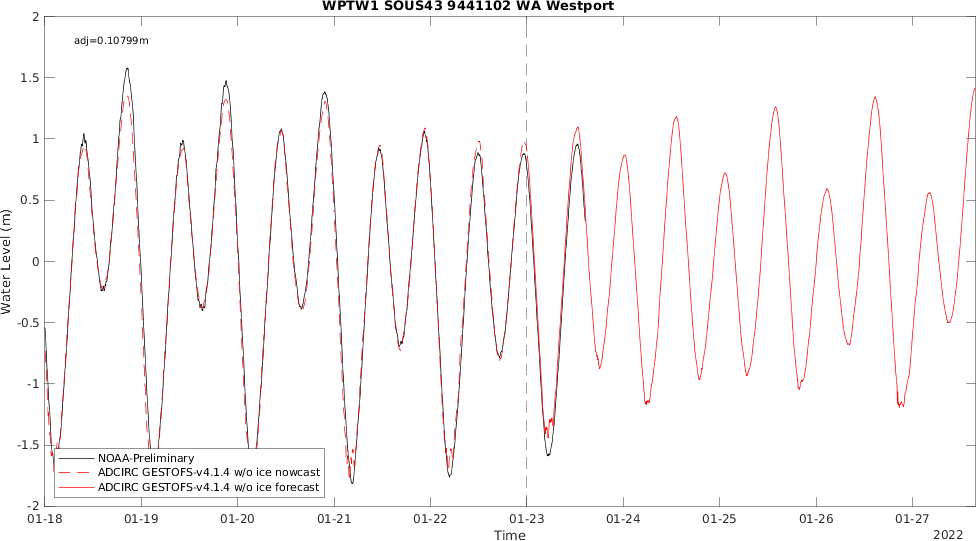 WPTW1 SOUS43 9441102 WA Westport
2
adj=0.10799m
1.5
1
0.5
0
-0.5
-1
-1.5
-2
Water Level (m)
NOAA-Preliminary
ADCIRC GESTOFS-v4.1.4 w/o ice nowcast
ADCIRC GESTOFS-v4.1.4 w/o ice forecast
01-18 01-19 01-20 01-21 01-22 01-23 01-24 01-25 01-26 01-27
Time
2022